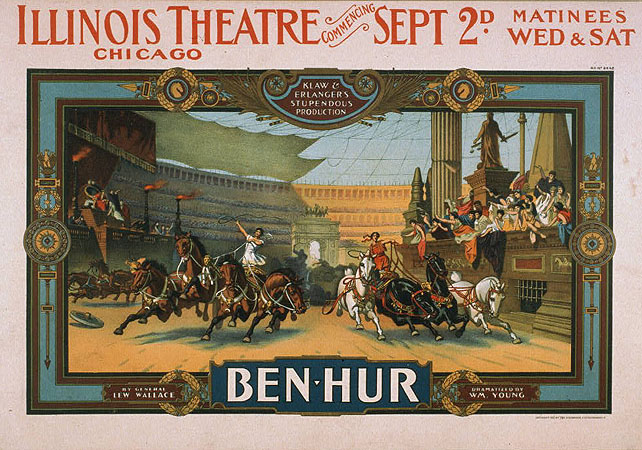 ILLINOIS THEATRE COMMENCING SEPT 2D. MATINEES
CHICAGO WED & SAT
KLAW &
ERLANGER'S
STUPENDOUS
PRODUCTION
BY GENERAL
LEW WALLACE
BEN-HUR
DRAMATIZED BY
WM. YOUNG